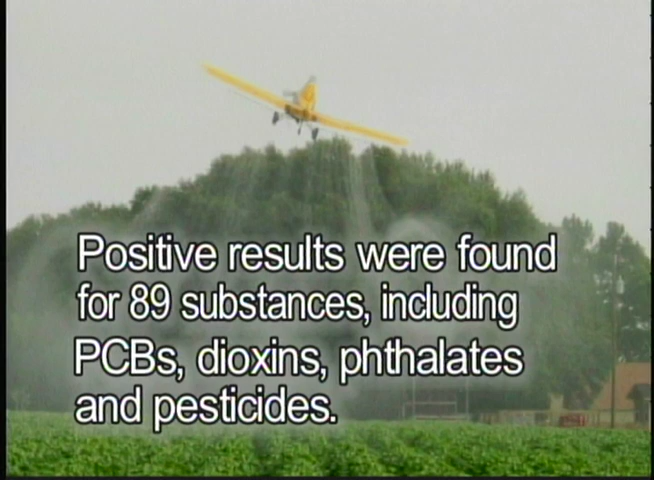 Positive results were found
for 89 substances, including
PCBs, dioxins, phthalates
and pesticides.